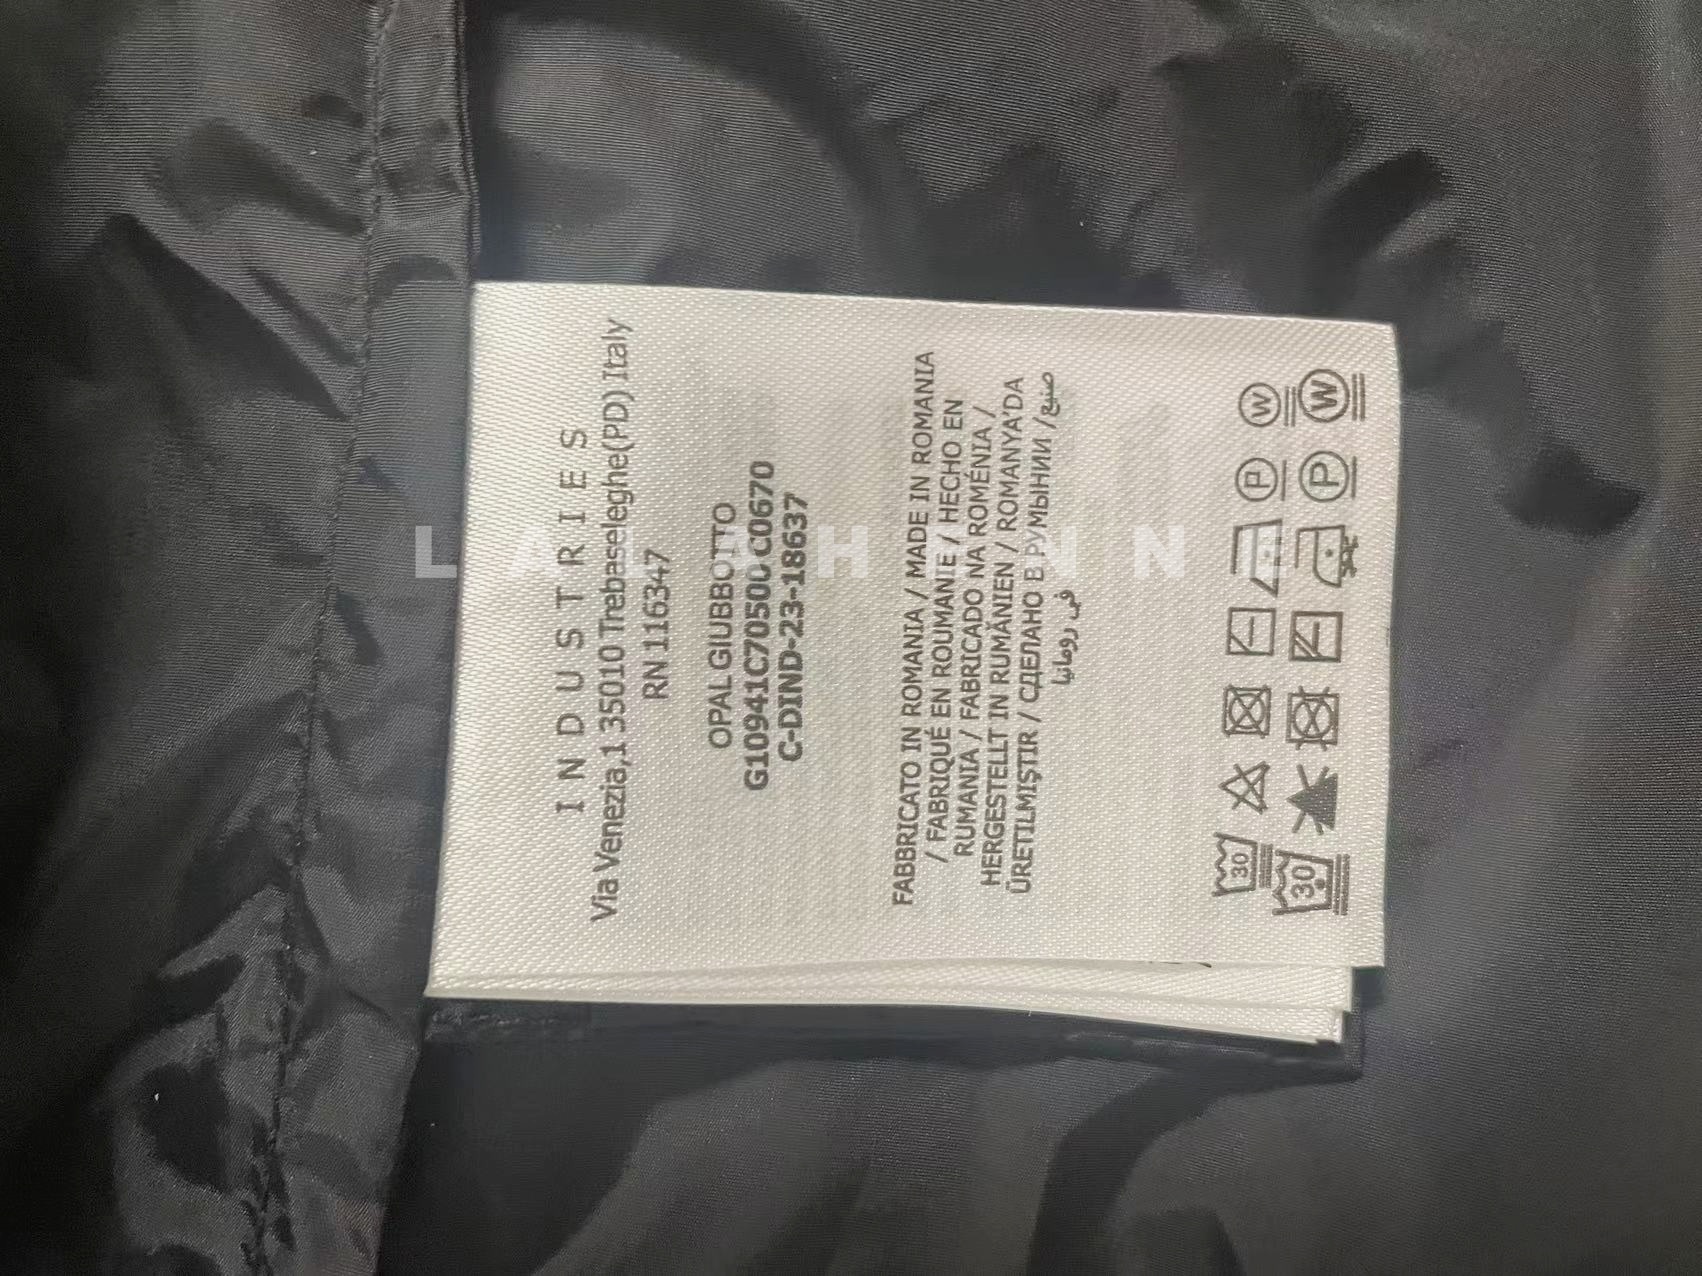 INDUSTRIES
Via Venezia,1 35010 Trebaseleghe(PD) Italy
RN 116347
OPAL GIUBBOTTO
G10941C70500 C0670
C-DIND-23-18637
FABBRICATO IN ROMANIA / MADE IN ROMANIA
/ FABRIQUÉ EN ROUMANIE / HECHO EN
RUMANIA / FABRICADO NA ROMÉNIA /
HERGESTELLT IN RUMÄNIEN / ROMANYA'DA
ÜRETILMIŞTIR / СДЕЛАНО В РУМЫНИИ / صنع
في رومانيا
30 P W
30 P W